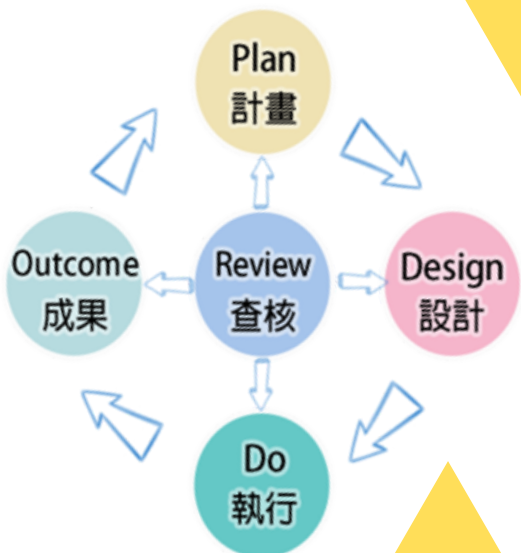 Plan
計畫
Outcome
成果
Review
查核
Design
設計
Do
執行